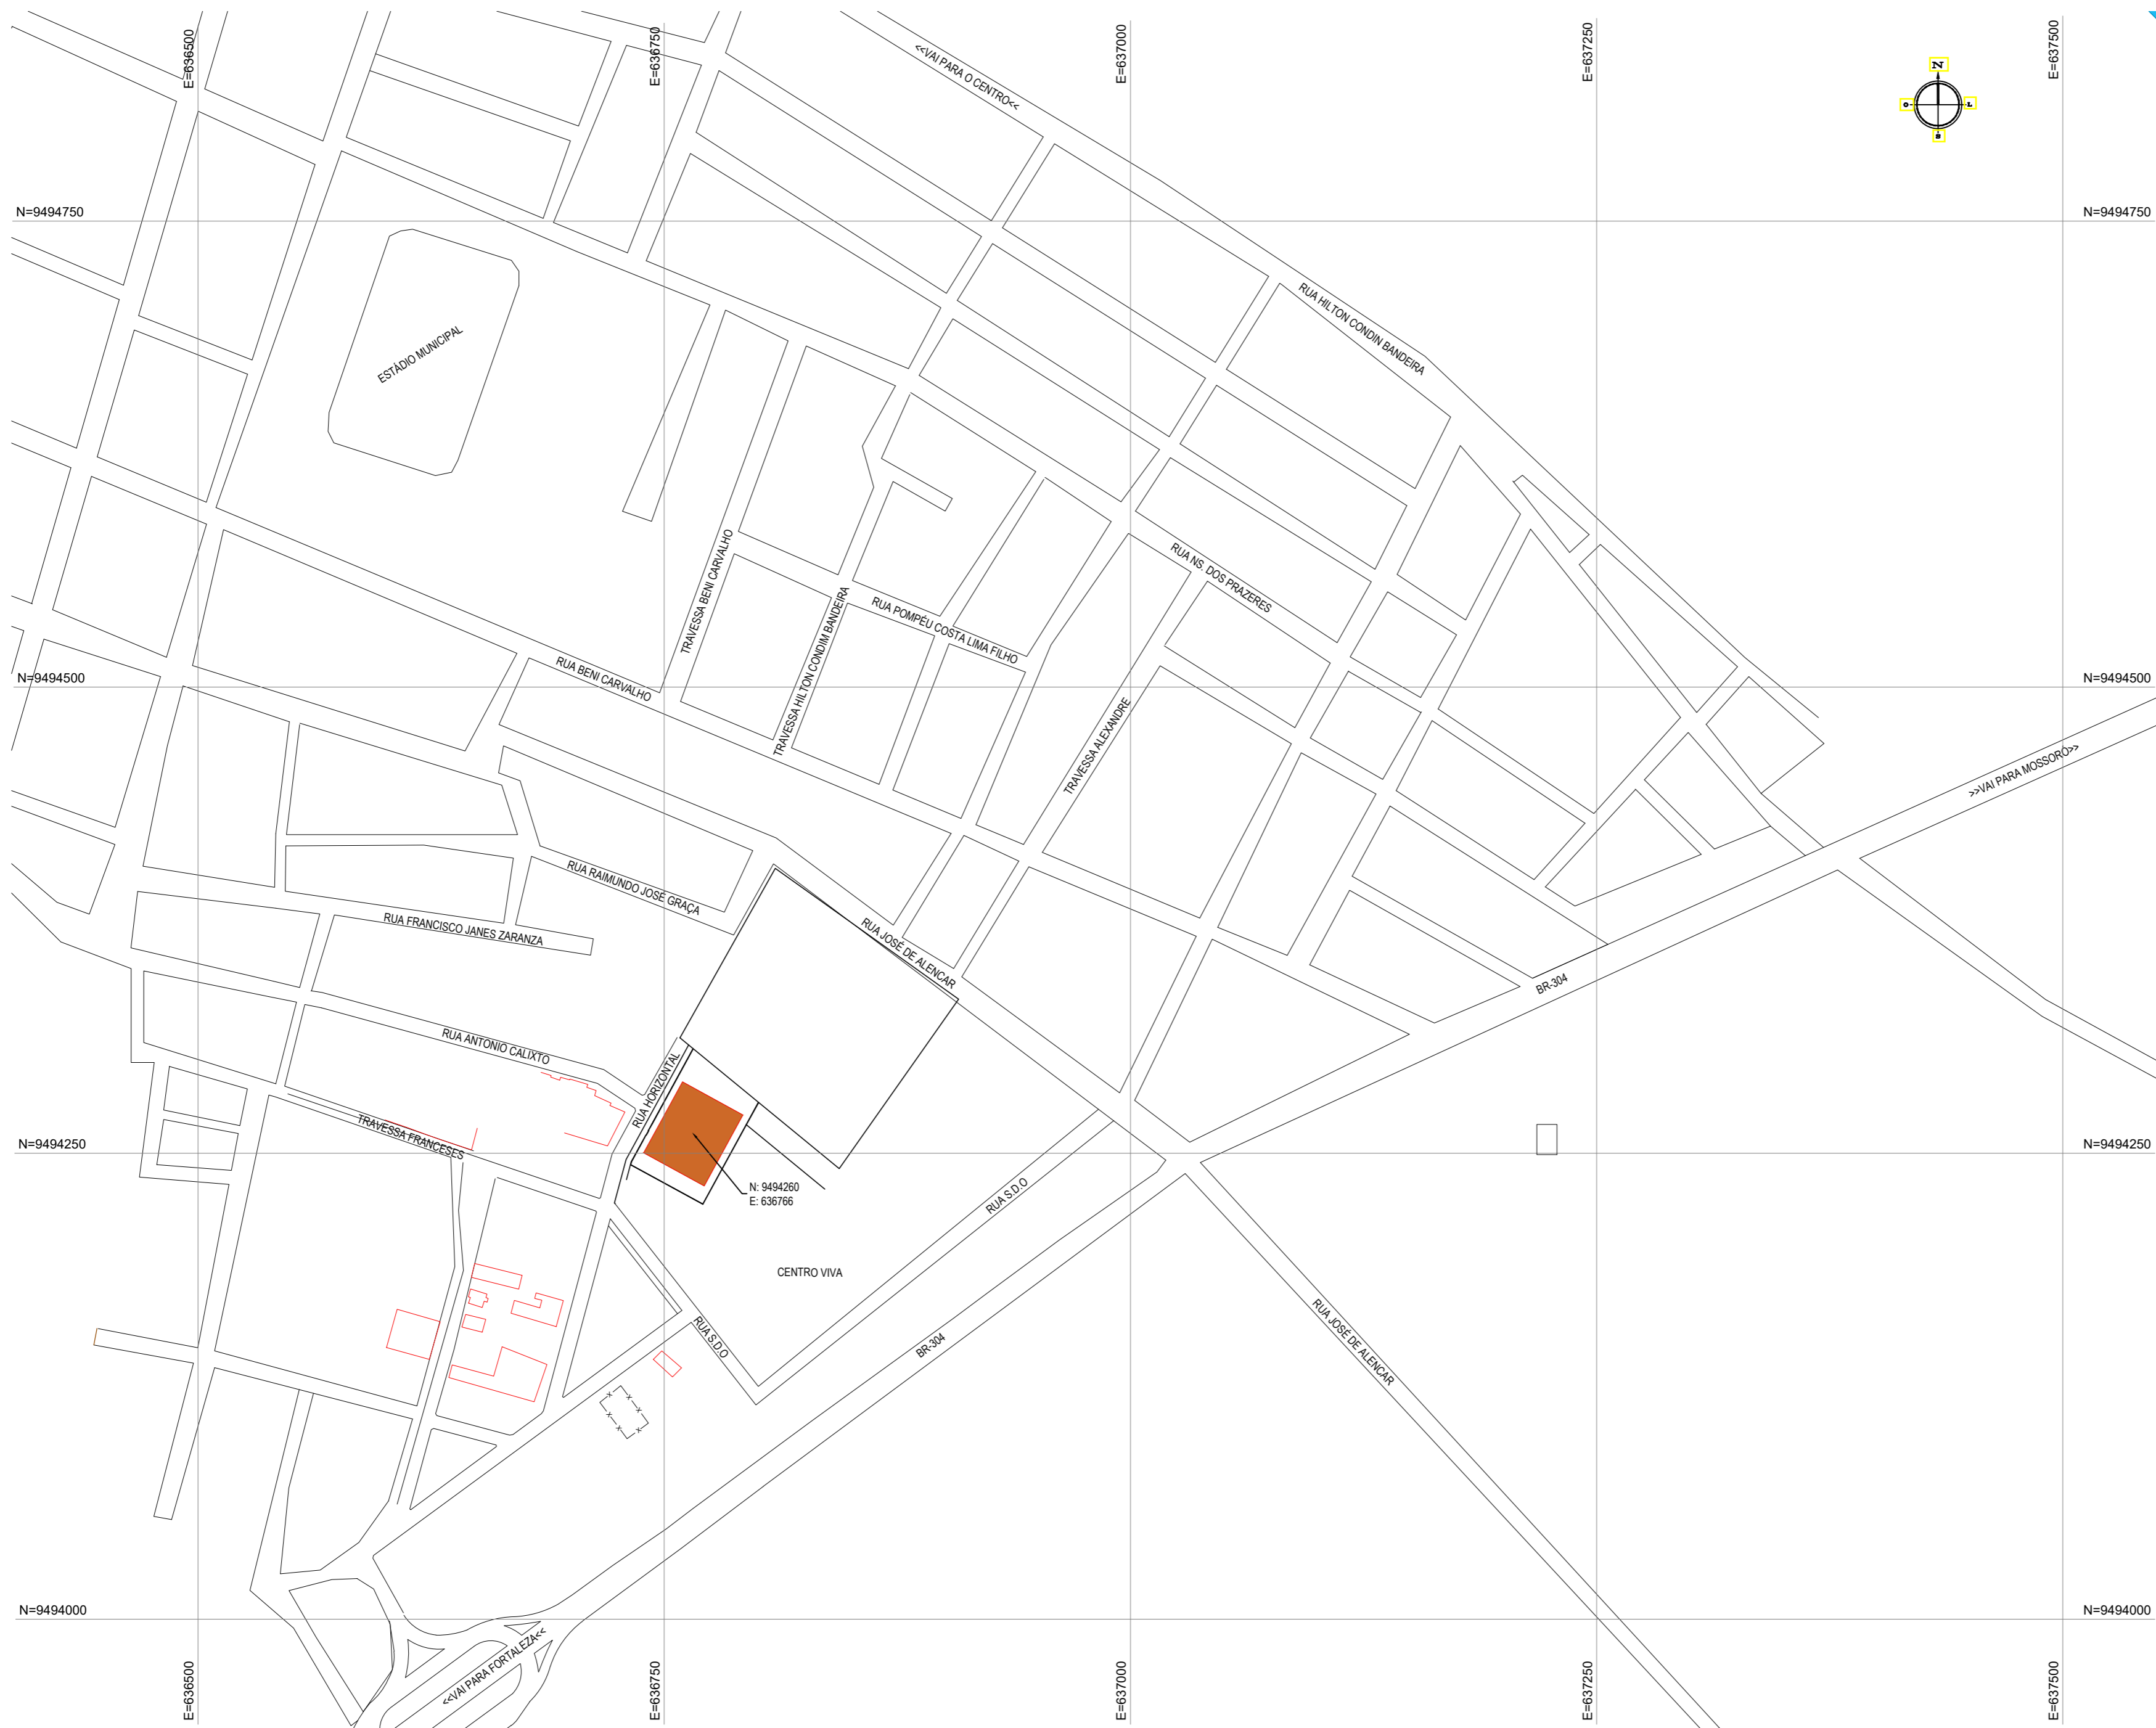 E=636500
E=636750
E=637000
E=637250
E=637500
<<VAI PARA O CENTRO<<
N
O
L
S
N=9494750
N=9494750
RUA HILTON CONDIN BANDEIRA
ESTÁDIO MUNICIPAL
TRAVESSA BENI CARVALHO
RUA NS. DOS PRAZERES
TRAVESSA HILTON CONDIM BANDEIRA
RUA POMPÉU COSTA LIMA FILHO
RUA BENI CARVALHO
N=9494500
N=9494500
TRAVESSA ALEXANDRE
>>VAI PARA MOSSORÓ>>
RUA RAIMUNDO JOSÉ GRAÇA
RUA FRANCISCO JANES ZARANZA
RUA JOSÉ DE ALENCAR
BR-304
RUA ANTONIO CALIXTO
RUA HORIZONTAL
TRAVESSA FRANCESES
N=9494250
N=9494250
N: 9494260
E: 636766
RUA S.D.O
CENTRO VIVA
RUA S.D.O
BR-304
RUA JOSÉ DE ALENCAR
N=9494000
N=9494000
<<VAI PARA FORTALEZA<<
E=636500
E=636750
E=637000
E=637250
E=637500